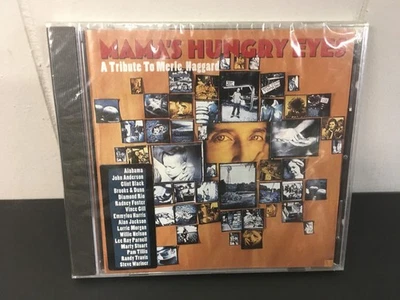 MAMA'S HUNGRY EYES
A Tribute To Merle Haggard
Alabama
John Anderson
Clint Black
Brooks & Dunn
Diamond Rio
Radney Foster
Vince Gill
Emmylou Harris
Alan Jackson
Lorrie Morgan
Willie Nelson
Lee Roy Parnell
Marty Stuart
Pam Tillis
Randy Travis
Steve Wariner